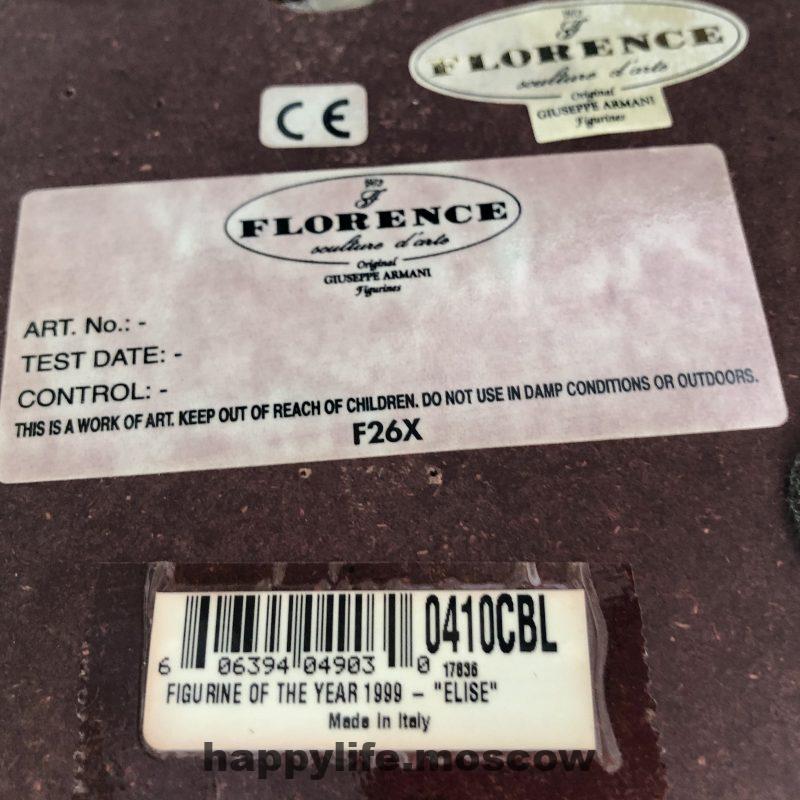 FLORENCE
sculture d'arte
Original
GIUSEPPE ARMANI
Figurines
CE
FLORENCE
sculture d'arte
Original
GIUSEPPE ARMANI
Figurines
ART. No.: -
TEST DATE: -
CONTROL: -
THIS IS A WORK OF ART. KEEP OUT OF REACH OF CHILDREN. DO NOT USE IN DAMP CONDITIONS OR OUTDOORS.
F26X
0410CBL
6 06394 04903 0 17836
FIGURINE OF THE YEAR 1999 – "ELISE"
Made in Italy
happylife.moscow